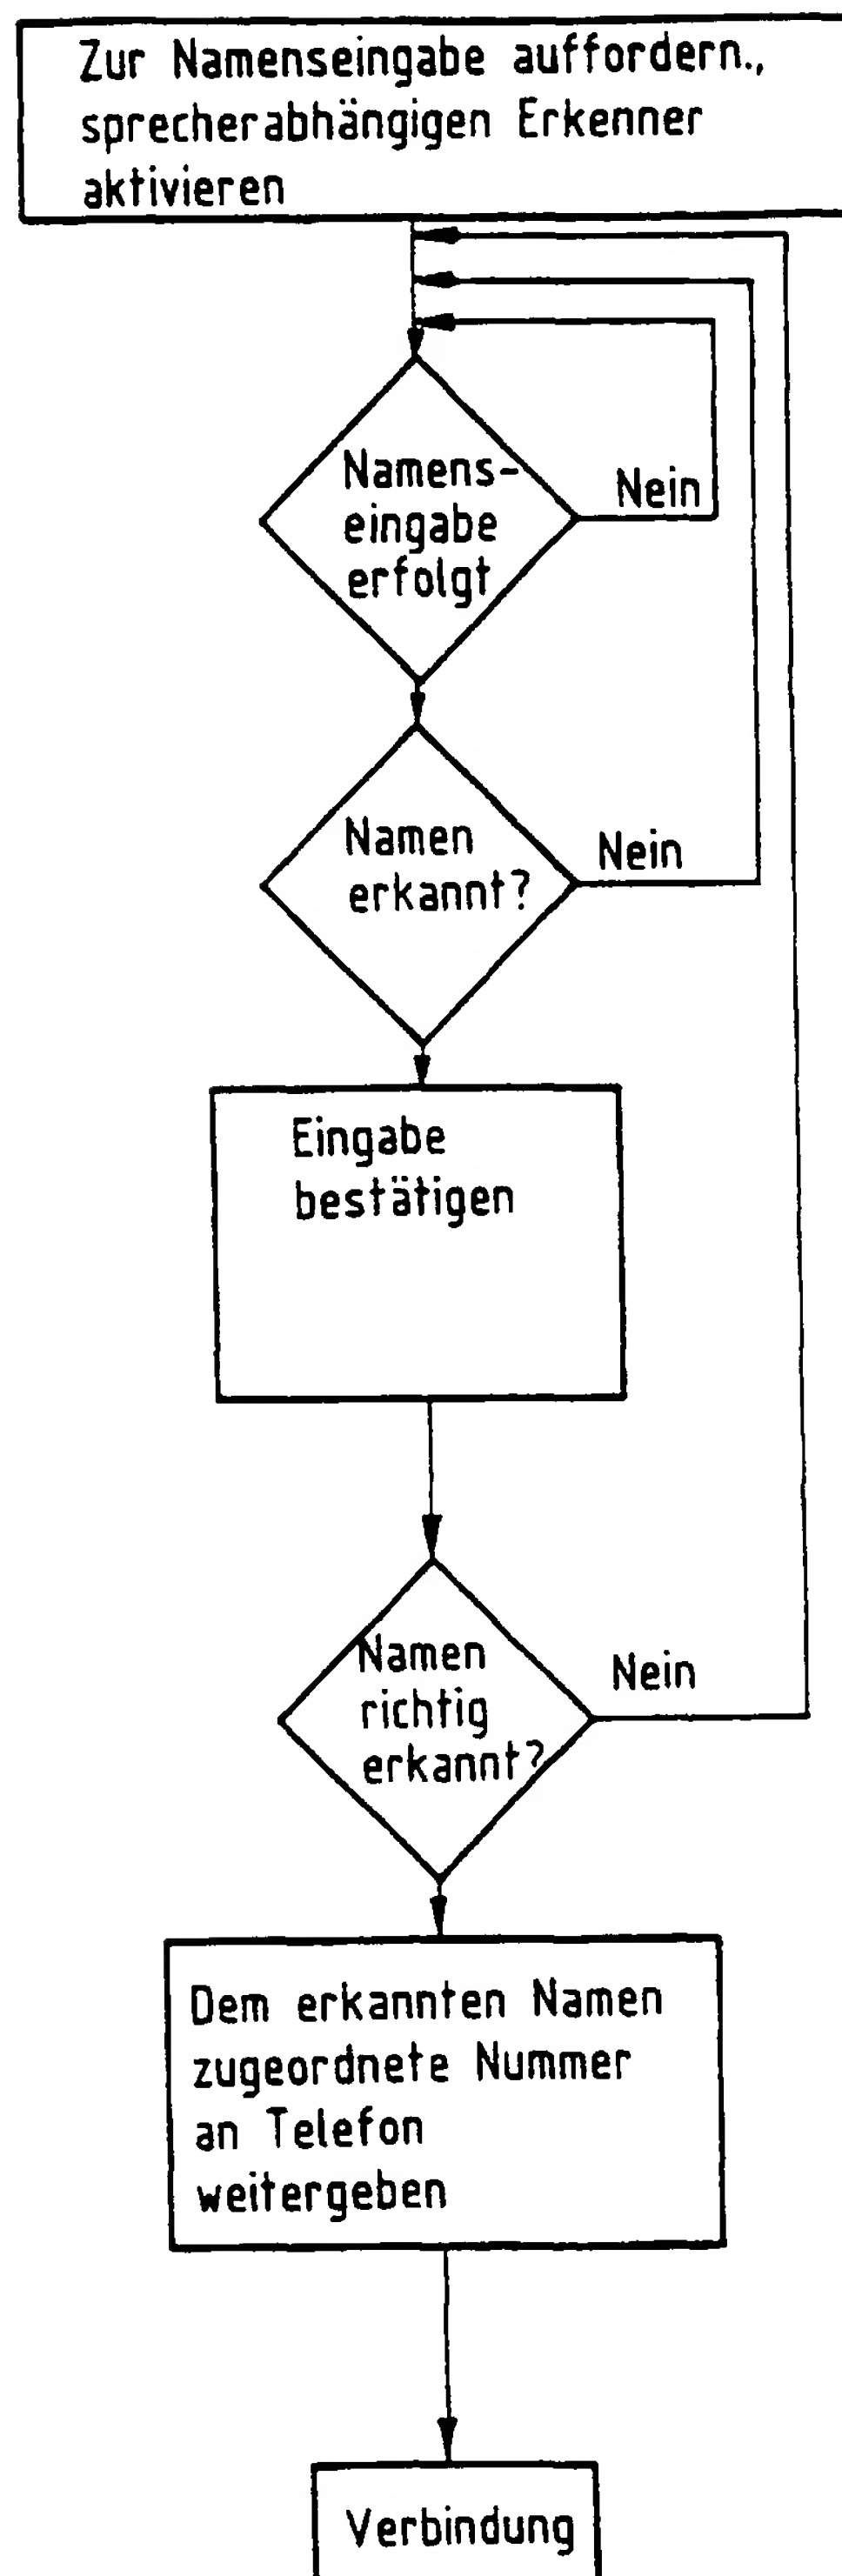 Zur Namenseingabe auffordern.,
sprecherabhängigen Erkenner
aktivieren
Namens-
eingabe
erfolgt
Nein
Namen
erkannt?
Nein
Eingabe
bestätigen
Namen
richtig
erkannt?
Nein
Dem erkannten Namen
zugeordnete Nummer
an Telefon
weitergeben
Verbindung